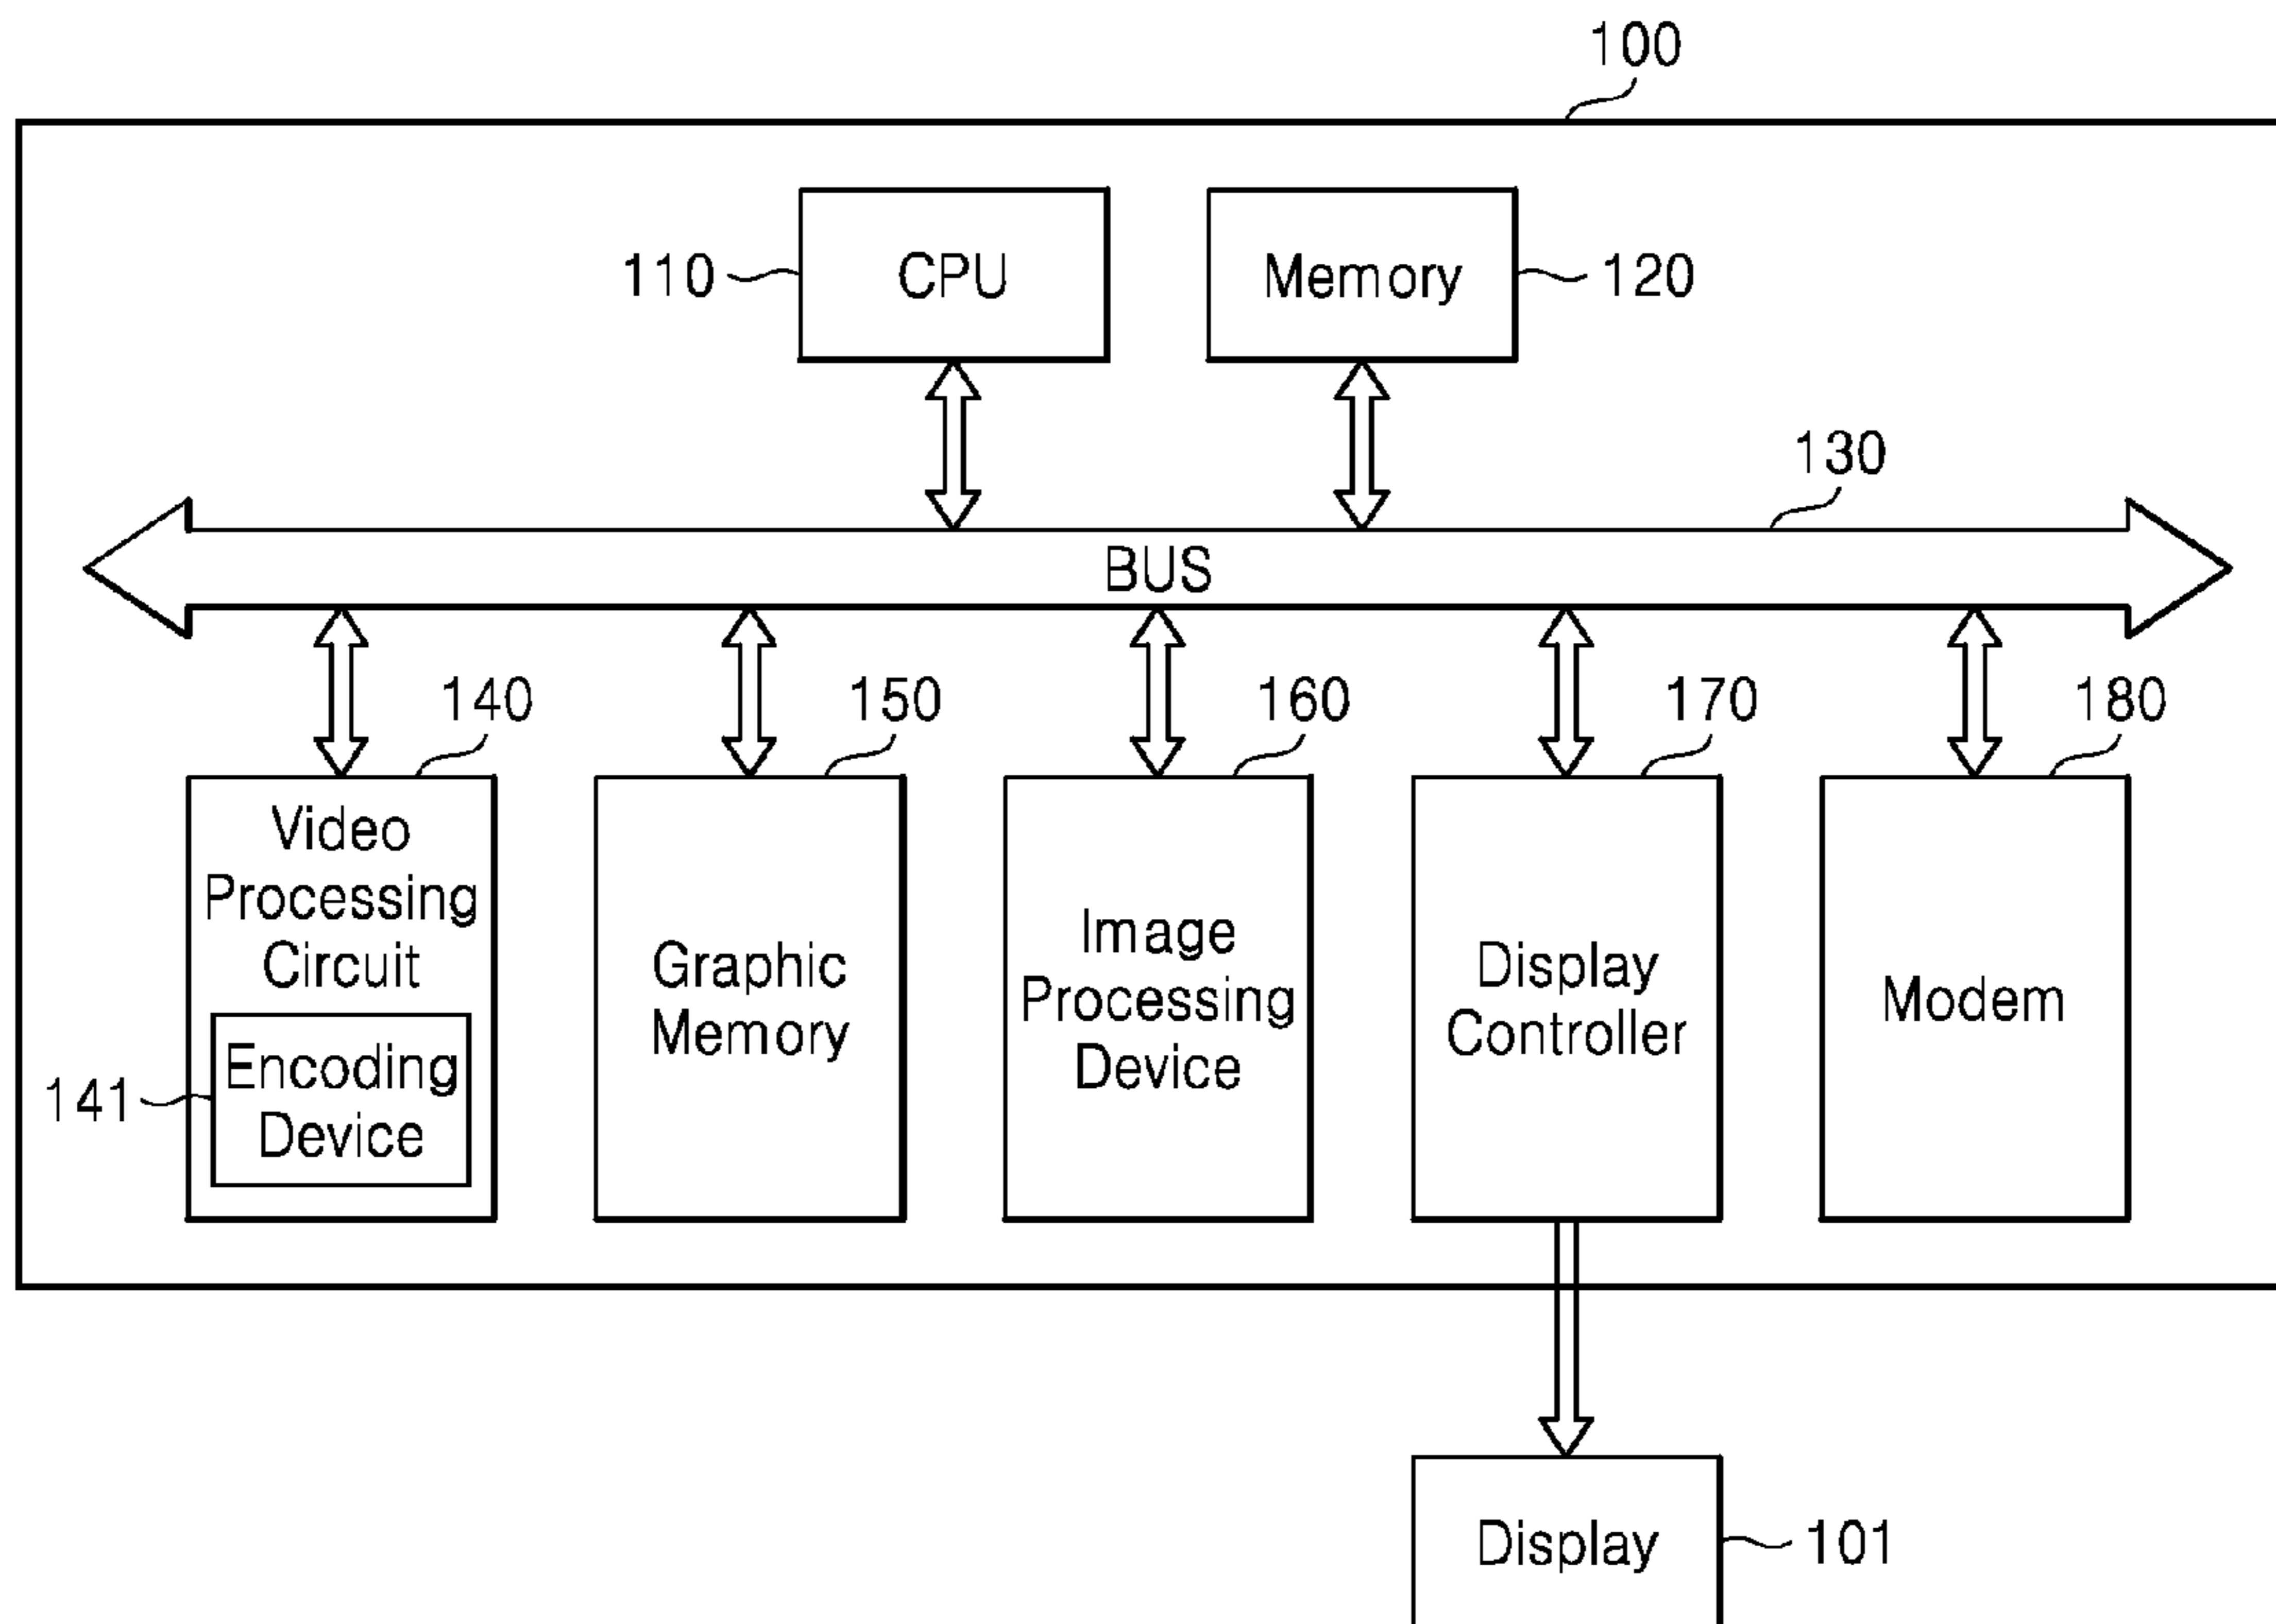 100
110
CPU
Memory
120
130
BUS
140
150
160
170
180
Video
Processing
Circuit
Encoding
Device
141
Graphic
Memory
Image
Processing
Device
Display
Controller
Modem
Display
101